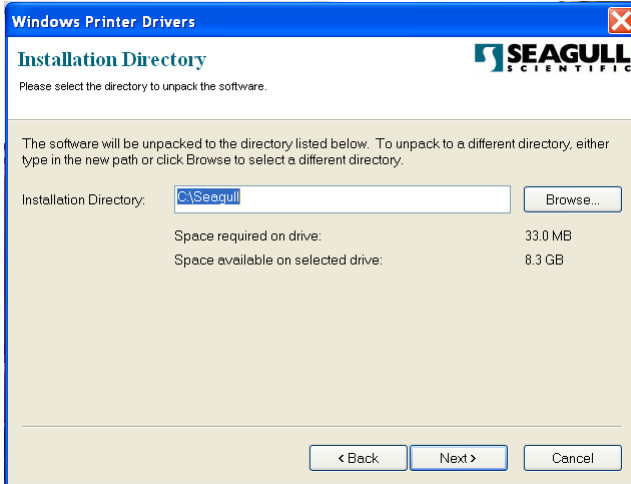 Windows Printer Drivers
Installation Directory
SEAGULL
SCIENTIFIC
Please select the directory to unpack the software.
The software will be unpacked to the directory listed below. To unpack to a different directory, either
type in the new path or click Browse to select a different directory.
Installation Directory: C:\Seagull Browse...
Space required on drive: 33.0 MB
Space available on selected drive: 8.3 GB
< Back Next > Cancel